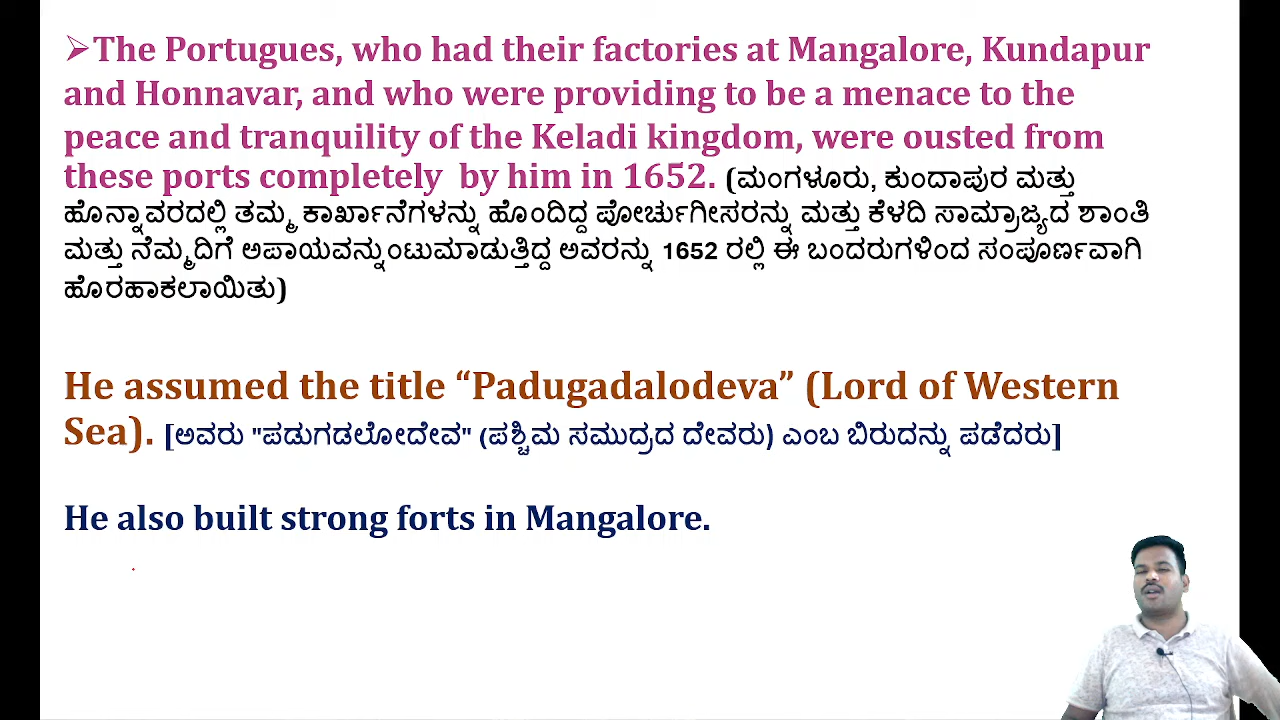 ➢The Portugues, who had their factories at Mangalore, Kundapur
and Honnavar, and who were providing to be a menace to the
peace and tranquility of the Keladi kingdom, were ousted from
these ports completely by him in 1652. (ಮಂಗಳೂರು, ಕುಂದಾಪುರ ಮತ್ತು
ಹೊನ್ನಾವರದಲ್ಲಿ ತಮ್ಮ ಕಾರ್ಖಾನೆಗಳನ್ನು ಹೊಂದಿದ್ದ ಪೋರ್ಚುಗೀಸರನ್ನು ಮತ್ತು ಕೆಳದಿ ಸಾಮ್ರಾಜ್ಯದ ಶಾಂತಿ
ಮತ್ತು ನೆಮ್ಮದಿಗೆ ಅಪಾಯವನ್ನುಂಟುಮಾಡುತ್ತಿದ್ದ ಅವರನ್ನು 1652 ರಲ್ಲಿ ಈ ಬಂದರುಗಳಿಂದ ಸಂಪೂರ್ಣವಾಗಿ
ಹೊರಹಾಕಲಾಯಿತು)
He assumed the title “Padugadalodeva” (Lord of Western
Sea). [ಅವರು "ಪಡುಗಡಲೋದೇವ" (ಪಶ್ಚಿಮ ಸಮುದ್ರದ ದೇವರು) ಎಂಬ ಬಿರುದನ್ನು ಪಡೆದರು]
He also built strong forts in Mangalore.